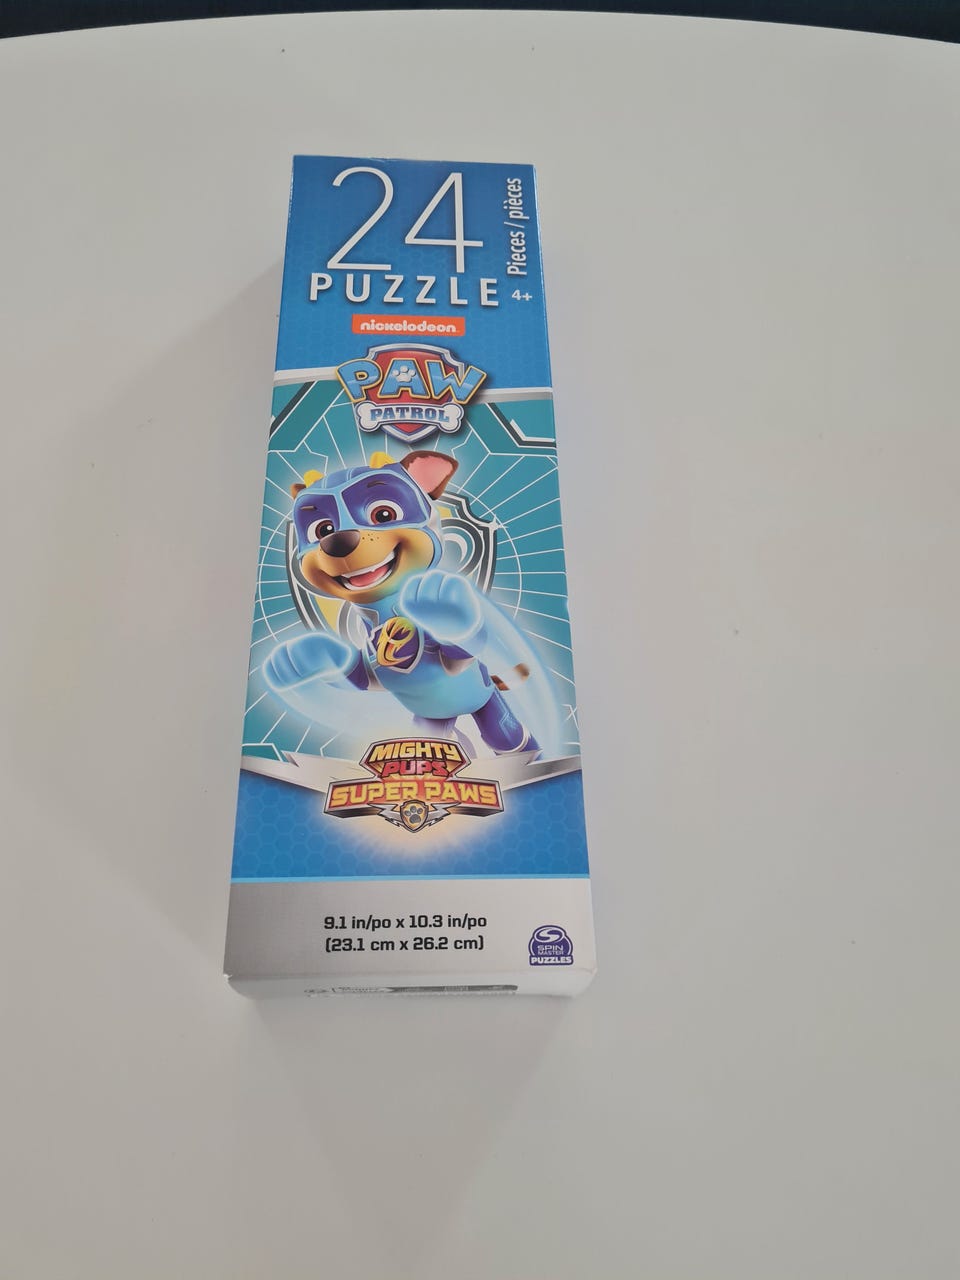 24
Pieces / pièces
PUZZLE
4+
nickelodeon
PAW
PATROL
MIGHTY
PUPS
SUPER PAWS
9.1 in/po x 10.3 in/po
(23.1 cm x 26.2 cm)
SPIN
MASTER
PUZZLES